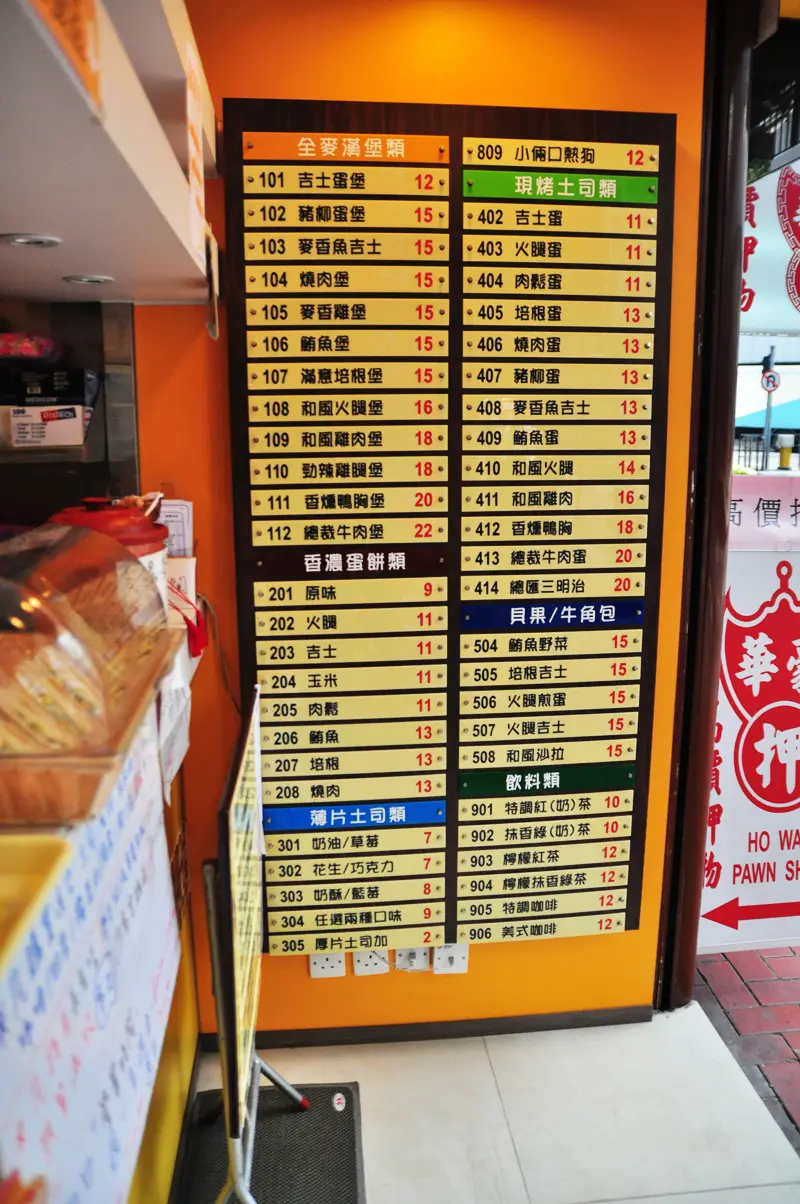 全麥漢堡類
101 吉士蛋堡 12
102 豬柳蛋堡 15
103 麥香魚吉士 15
104 燒肉堡 15
105 麥香雞堡 15
106 鮪魚堡 15
107 滿意培根堡 15
108 和風火腿堡 16
109 和風雞肉堡 18
110 勁辣雞腿堡 18
111 香燻鴨胸堡 20
112 總裁牛肉堡 22
香濃蛋餅類
201 原味 9
202 火腿 11
203 吉士 11
204 玉米 11
205 肉鬆 11
206 鮪魚 13
207 培根 13
208 燒肉 13
薄片土司類
301 奶油/草莓 7
302 花生/巧克力 7
303 奶酥/藍莓 8
304 任選兩種口味 9
305 厚片土司加 2
809 小倆口熱狗 12
現烤土司類
402 吉士蛋 11
403 火腿蛋 11
404 肉鬆蛋 11
405 培根蛋 13
406 燒肉蛋 13
407 豬柳蛋 13
408 麥香魚吉士 13
409 鮪魚蛋 13
410 和風火腿 14
411 和風雞肉 16
412 香燻鴨胸 18
413 總裁牛肉蛋 20
414 總匯三明治 20
貝果/牛角包
504 鮪魚野菜 15
505 培根吉士 15
506 火腿煎蛋 15
507 火腿吉士 15
508 和風沙拉 15
飲料類
901 特調紅(奶)茶 10
902 抹香綠(奶)茶 10
903 檸檬紅茶 12
904 檸檬抹香綠茶 12
905 特調咖啡 12
906 美式咖啡 12
高價
華豪
押
HO WA
PAWN SH